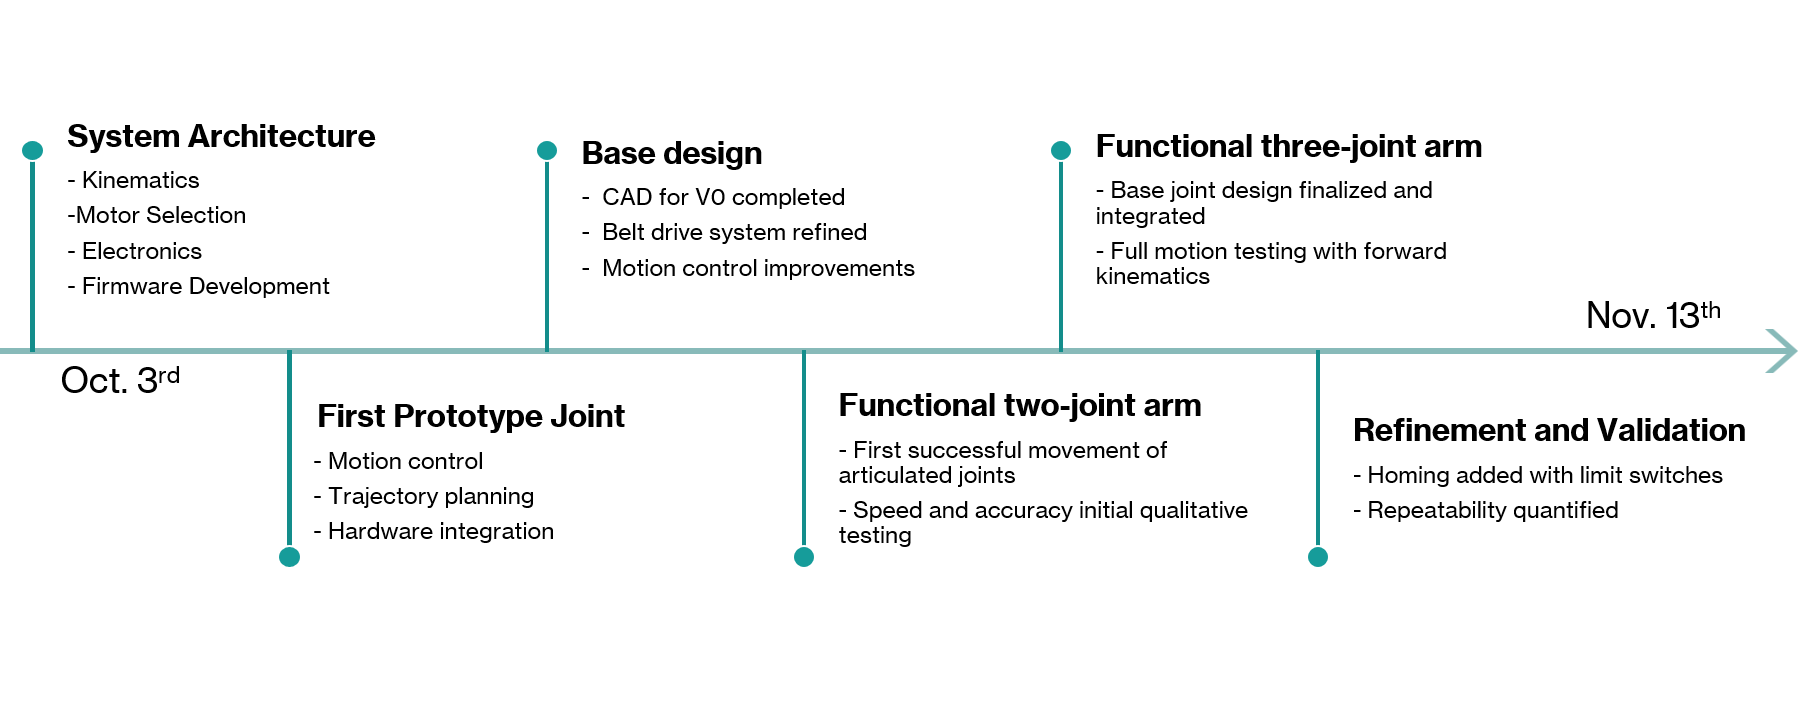 System Architecture
- Kinematics
-Motor Selection
- Electronics
- Firmware Development
Oct. 3rd
First Prototype Joint
- Motion control
- Trajectory planning
- Hardware integration
Base design
- CAD for V0 completed
- Belt drive system refined
- Motion control improvements
Functional two-joint arm
- First successful movement of
articulated joints
- Speed and accuracy initial qualitative
testing
Functional three-joint arm
- Base joint design finalized and
integrated
- Full motion testing with forward
kinematics
Refinement and Validation
- Homing added with limit switches
- Repeatability quantified
Nov. 13th